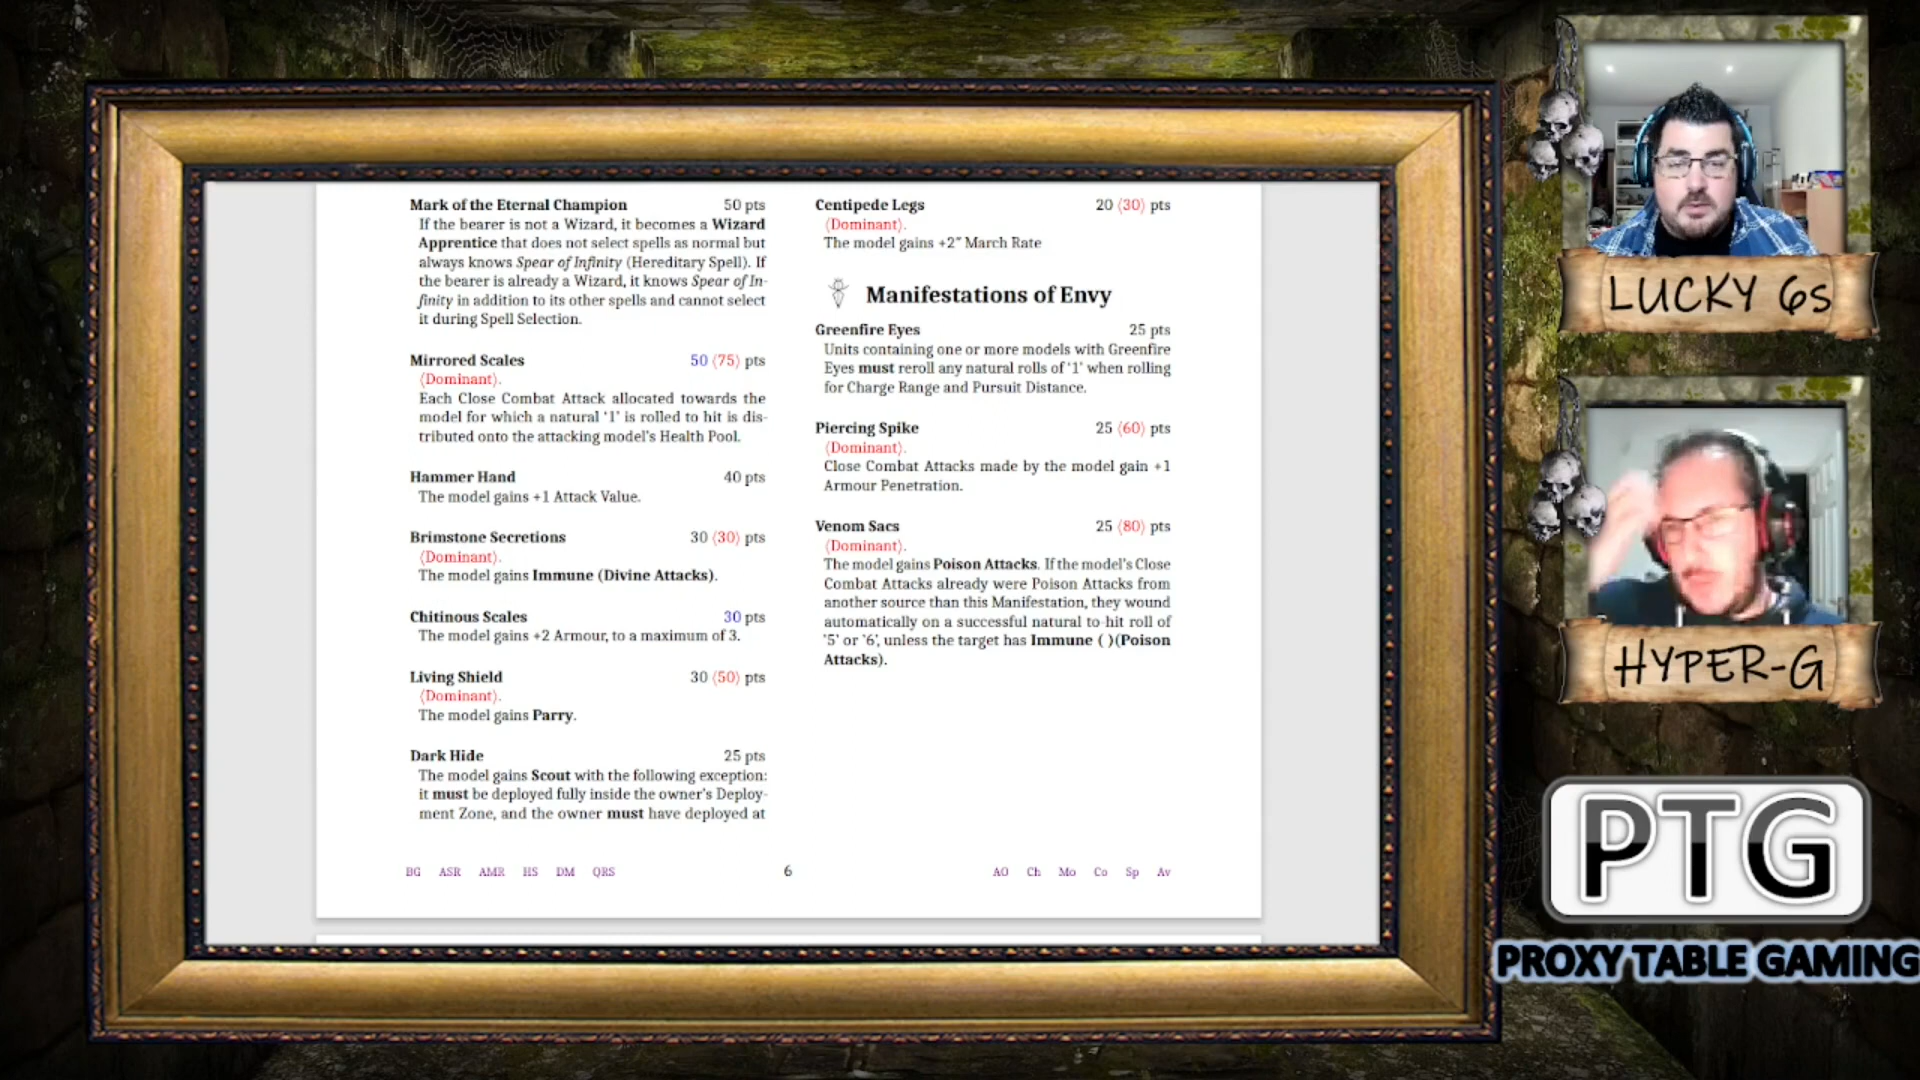 Mark of the Eternal Champion 50 pts
If the bearer is not a Wizard, it becomes a Wizard
Apprentice that does not select spells as normal but
always knows Spear of Infinity (Hereditary Spell). If
the bearer is already a Wizard, it knows Spear of In-
finity in addition to its other spells and cannot select
it during Spell Selection.
Mirrored Scales 50 ⟨75⟩ pts
⟨Dominant⟩.
Each Close Combat Attack allocated towards the
model for which a natural ‘1’ is rolled to hit is dis-
tributed onto the attacking model’s Health Pool.
Hammer Hand 40 pts
The model gains +1 Attack Value.
Brimstone Secretions 30 ⟨30⟩ pts
⟨Dominant⟩.
The model gains Immune (Divine Attacks).
Chitinous Scales 30 pts
The model gains +2 Armour, to a maximum of 3.
Living Shield 30 ⟨50⟩ pts
⟨Dominant⟩.
The model gains Parry.
Dark Hide 25 pts
The model gains Scout with the following exception:
it must be deployed fully inside the owner’s Deploy-
ment Zone, and the owner must have deployed at
Centipede Legs 20 ⟨30⟩ pts
⟨Dominant⟩.
The model gains +2″ March Rate
Manifestations of Envy
Greenfire Eyes 25 pts
Units containing one or more models with Greenfire
Eyes must reroll any natural rolls of ‘1’ when rolling
for Charge Range and Pursuit Distance.
Piercing Spike 25 ⟨60⟩ pts
⟨Dominant⟩.
Close Combat Attacks made by the model gain +1
Armour Penetration.
Venom Sacs 25 ⟨80⟩ pts
⟨Dominant⟩.
The model gains Poison Attacks. If the model’s Close
Combat Attacks already were Poison Attacks from
another source than this Manifestation, they wound
automatically on a successful natural to-hit roll of
‘5’ or ‘6’, unless the target has Immune ( )(Poison
Attacks).
BG ASR AMR HS DM QRS 6 AO Ch Mo Co Sp Av
LUCKY 6s
HYPER-G
PTG
PROXY TABLE GAMING